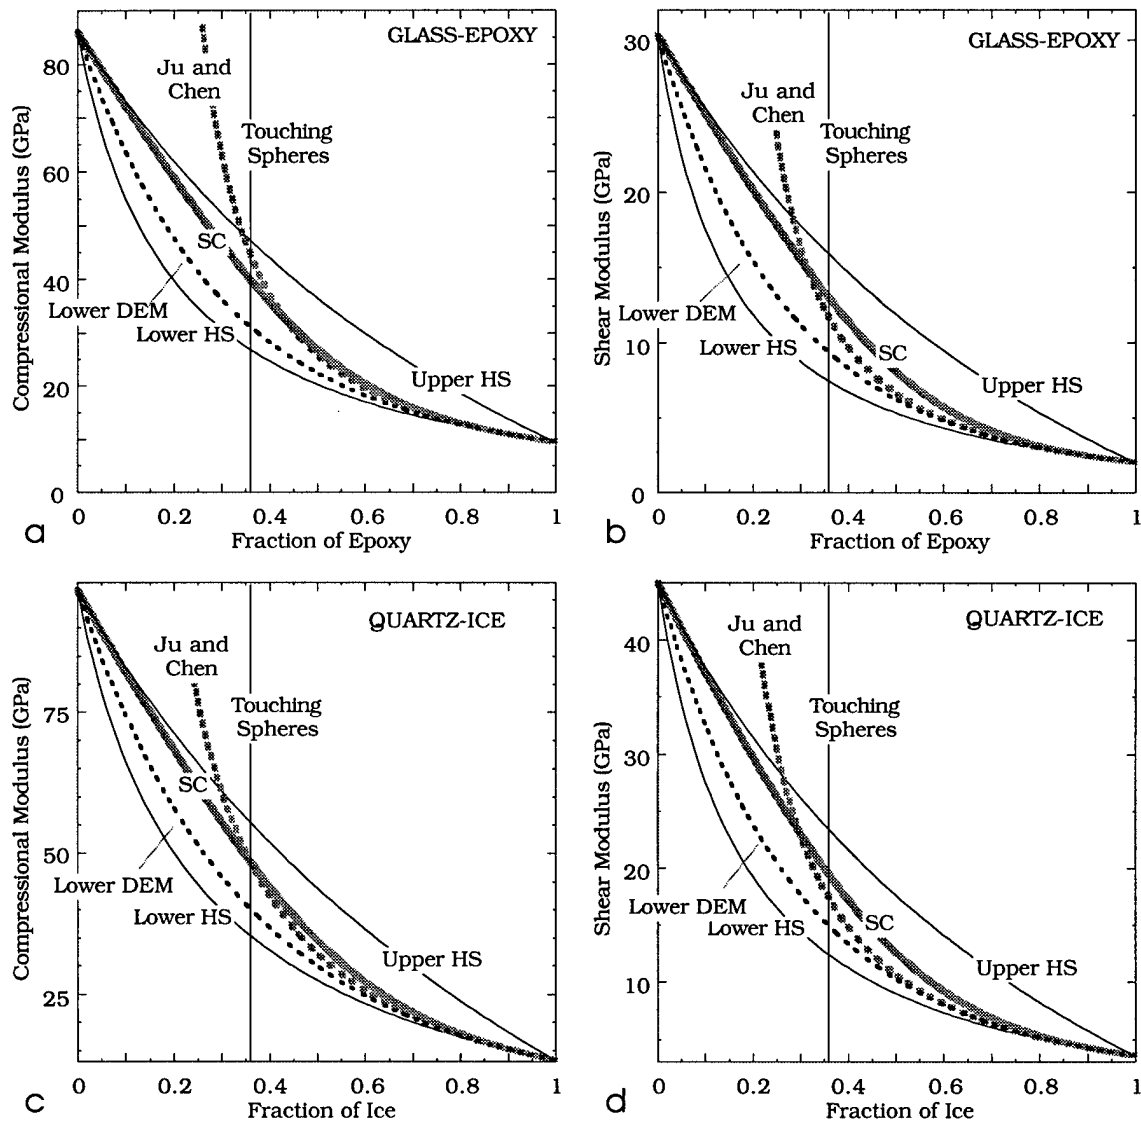 GLASS-EPOXY
80
60
40
20
0
Compressional Modulus (GPa)
Ju and
Chen
Touching
Spheres
SC
Lower DEM
Lower HS
Upper HS
0 0.2 0.4 0.6 0.8 1
Fraction of Epoxy
a
GLASS-EPOXY
30
20
10
0
Shear Modulus (GPa)
Ju and
Chen
Touching
Spheres
SC
Lower DEM
Lower HS
Upper HS
0 0.2 0.4 0.6 0.8 1
Fraction of Epoxy
b
QUARTZ-ICE
75
50
25
Compressional Modulus (GPa)
Ju and
Chen
Touching
Spheres
SC
Lower DEM
Lower HS
Upper HS
0 0.2 0.4 0.6 0.8 1
Fraction of Ice
c
QUARTZ-ICE
40
30
20
10
Shear Modulus (GPa)
Ju and
Chen
Touching
Spheres
SC
Lower DEM
Lower HS
Upper HS
0 0.2 0.4 0.6 0.8 1
Fraction of Ice
d